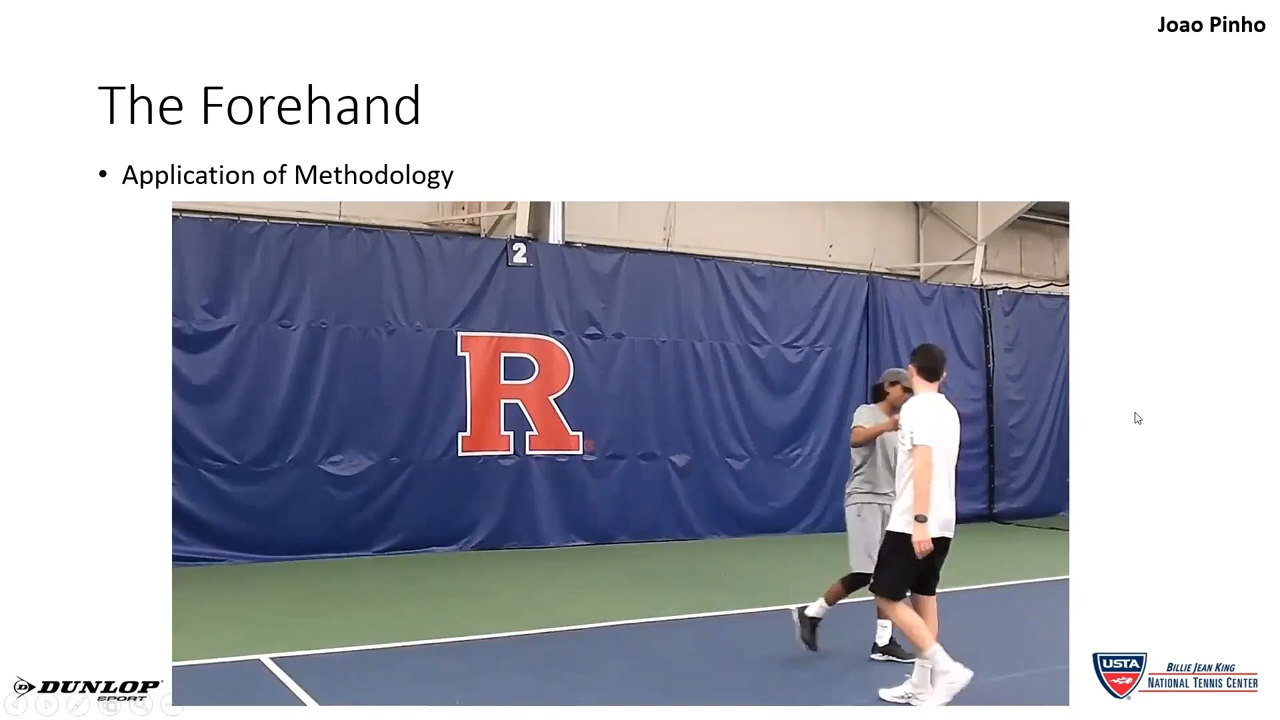 Joao Pinho
The Forehand
• Application of Methodology
2
R
DUNLOP
SPORT
USTA
BILLIE JEAN KING
NATIONAL TENNIS CENTER